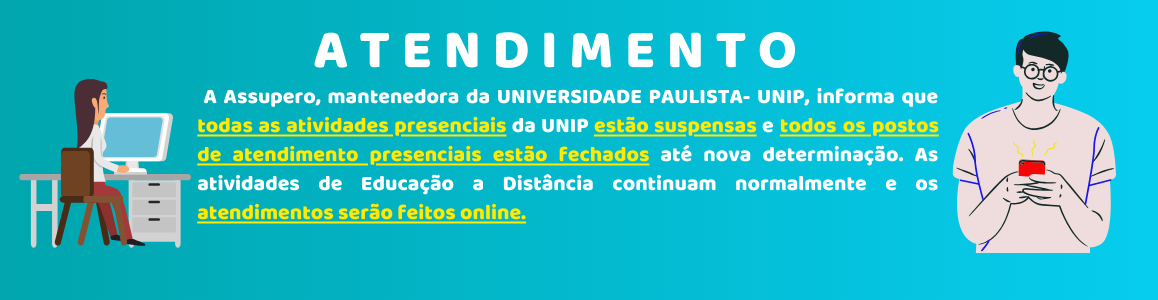 ATENDIMENTO
A Assupero, mantenedora da UNIVERSIDADE PAULISTA- UNIP, informa que
todas as atividades presenciais da UNIP estão suspensas e todos os postos
de atendimento presenciais estão fechados até nova determinação. As
atividades de Educação a Distância continuam normalmente e os
atendimentos serão feitos online.